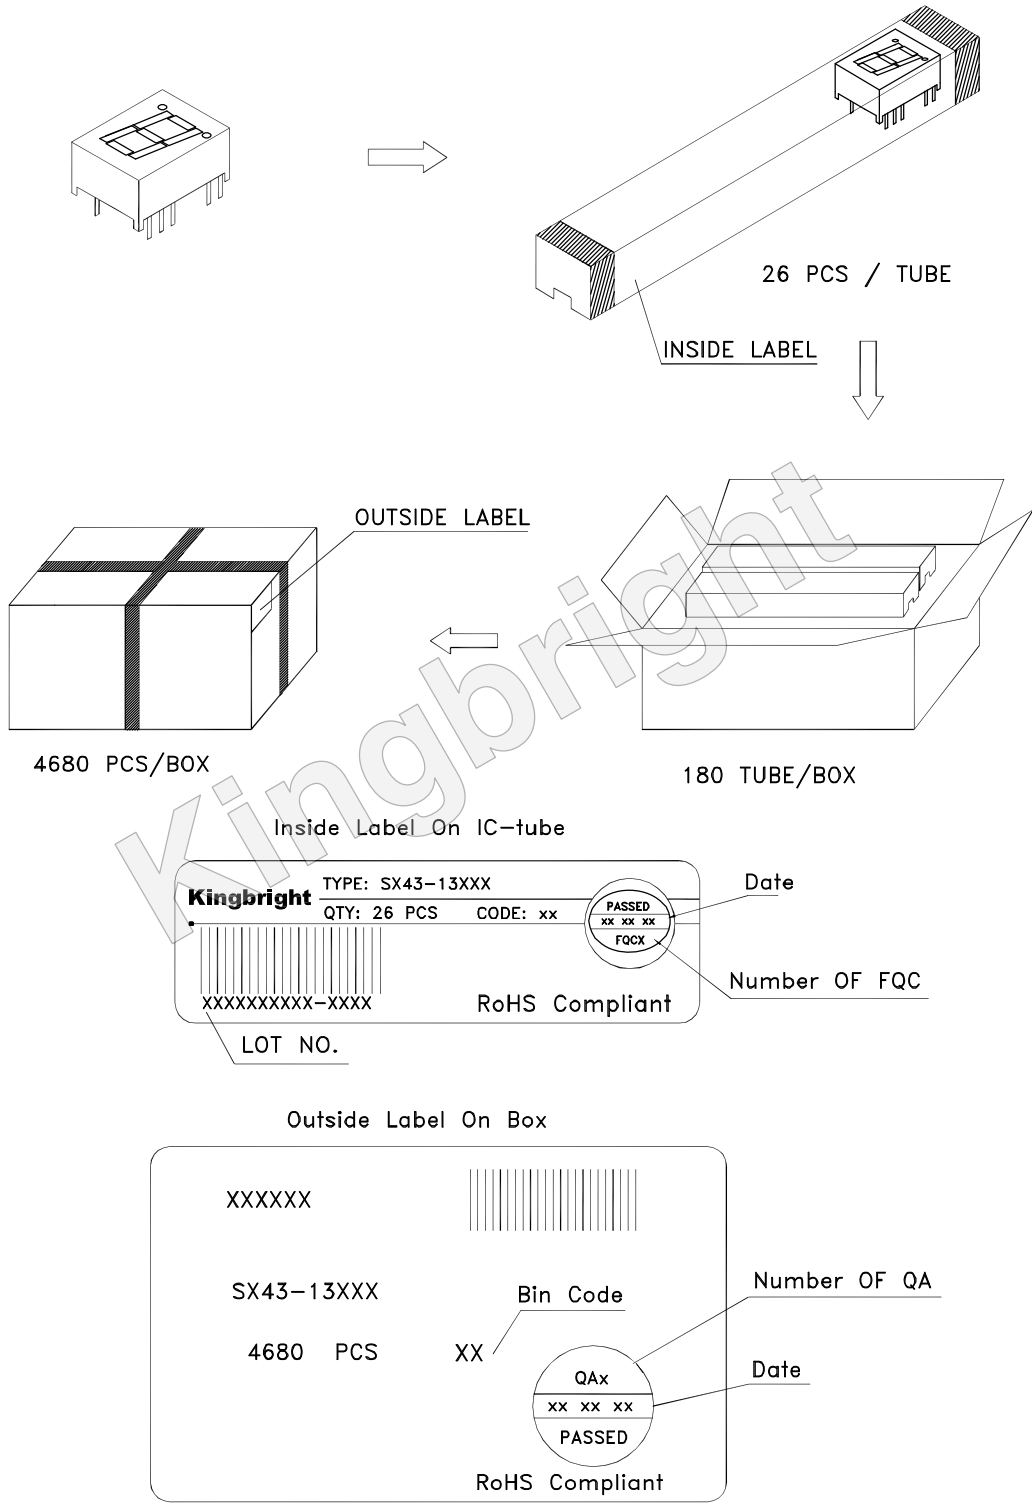 26 PCS / TUBE
INSIDE LABEL
OUTSIDE LABEL
4680 PCS/BOX
180 TUBE/BOX
Kingbright
Inside Label On IC-tube
Kingbright
TYPE: SX43-13XXX
QTY: 26 PCS CODE: xx
PASSED
xx xx xx
FQCX
Date
Number OF FQC
XXXXXXXXXX-XXXX
RoHS Compliant
LOT NO.
Outside Label On Box
XXXXXX
SX43-13XXX
Bin Code
Number OF QA
4680 PCS XX
QAx
Date
xx xx xx
PASSED
RoHS Compliant